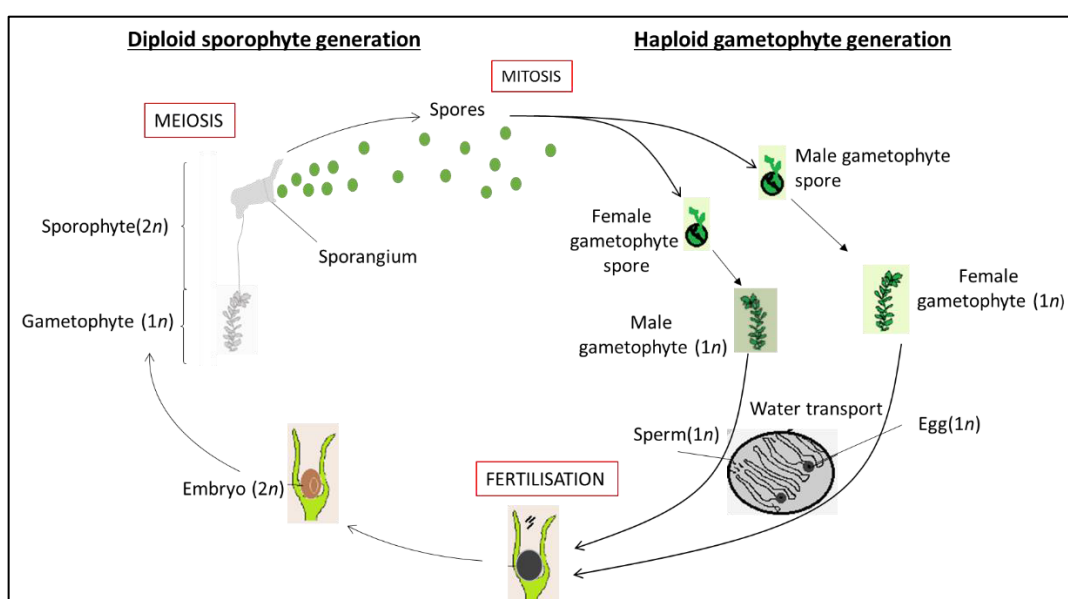 Diploid sporophyte generation
Haploid gametophyte generation
MITOSIS
MEIOSIS
Spores
Male gametophyte
spore
Sporophyte(2n)
Female
gametophyte
spore
Sporangium
Female
gametophyte (1n)
Gametophyte (1n)
Male
gametophyte (1n)
Water transport
Sperm(1n)
Egg(1n)
FERTILISATION
Embryo (2n)